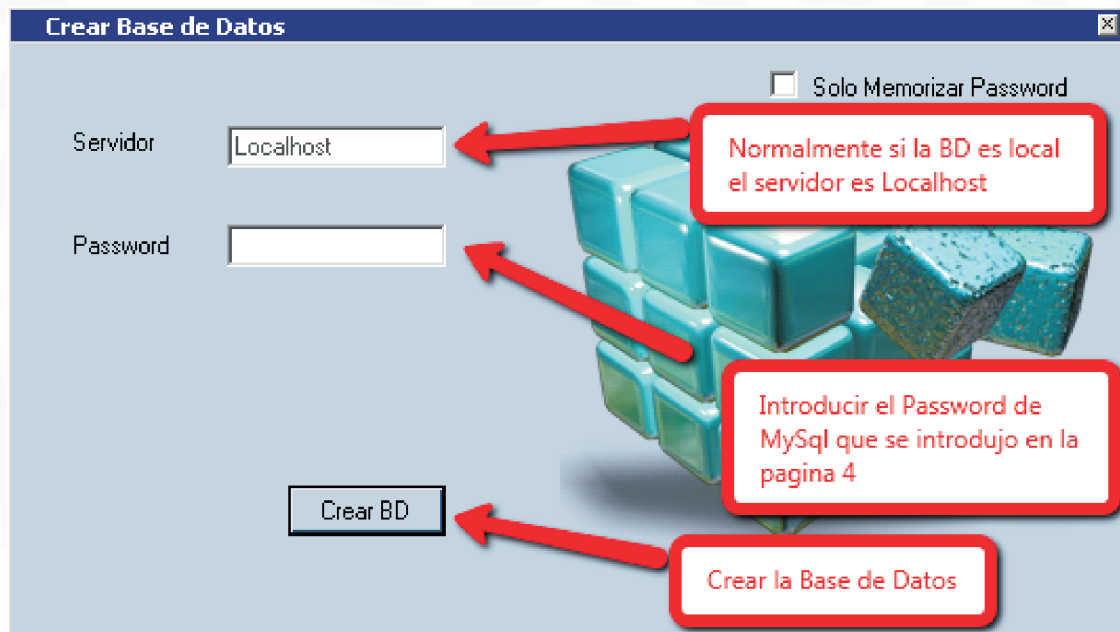 Crear Base de Datos
Solo Memorizar Password
Servidor
Localhost
Normalmente si la BD es local
el servidor es Localhost
Password
Introducir el Password de
MySql que se introdujo en la
pagina 4
Crear BD
Crear la Base de Datos